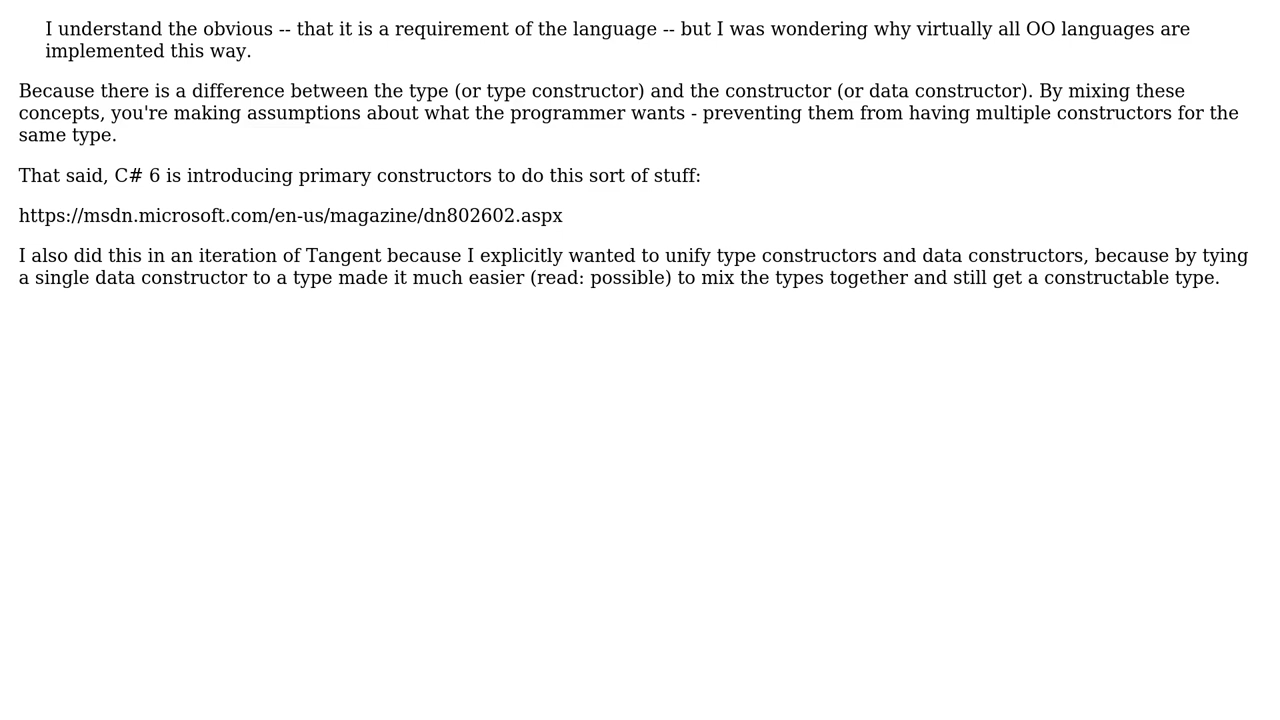 I understand the obvious -- that it is a requirement of the language -- but I was wondering why virtually all OO languages are
implemented this way.
Because there is a difference between the type (or type constructor) and the constructor (or data constructor). By mixing these
concepts, you're making assumptions about what the programmer wants - preventing them from having multiple constructors for the
same type.
That said, C# 6 is introducing primary constructors to do this sort of stuff:
https://msdn.microsoft.com/en-us/magazine/dn802602.aspx
I also did this in an iteration of Tangent because I explicitly wanted to unify type constructors and data constructors, because by tying
a single data constructor to a type made it much easier (read: possible) to mix the types together and still get a constructable type.